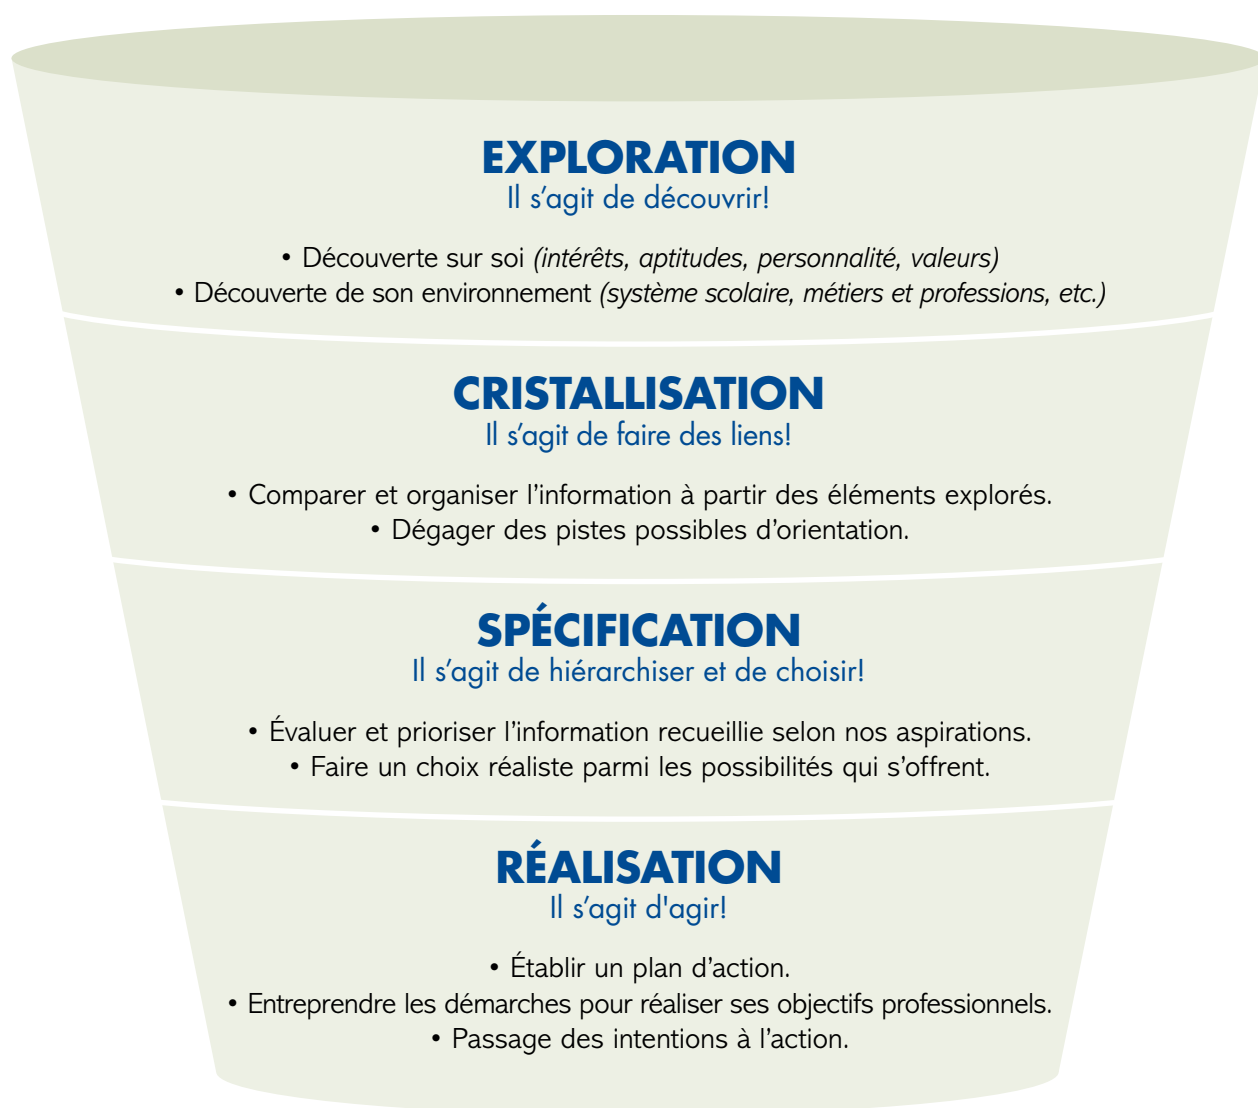 EXPLORATION
Il s’agit de découvrir!
• Découverte sur soi (intérêts, aptitudes, personnalité, valeurs)
• Découverte de son environnement (système scolaire, métiers et professions, etc.)
CRISTALLISATION
Il s’agit de faire des liens!
• Comparer et organiser l’information à partir des éléments explorés.
• Dégager des pistes possibles d’orientation.
SPÉCIFICATION
Il s’agit de hiérarchiser et de choisir!
• Évaluer et prioriser l’information recueillie selon nos aspirations.
• Faire un choix réaliste parmi les possibilités qui s’offrent.
RÉALISATION
Il s’agit d'agir!
• Établir un plan d’action.
• Entreprendre les démarches pour réaliser ses objectifs professionnels.
• Passage des intentions à l’action.